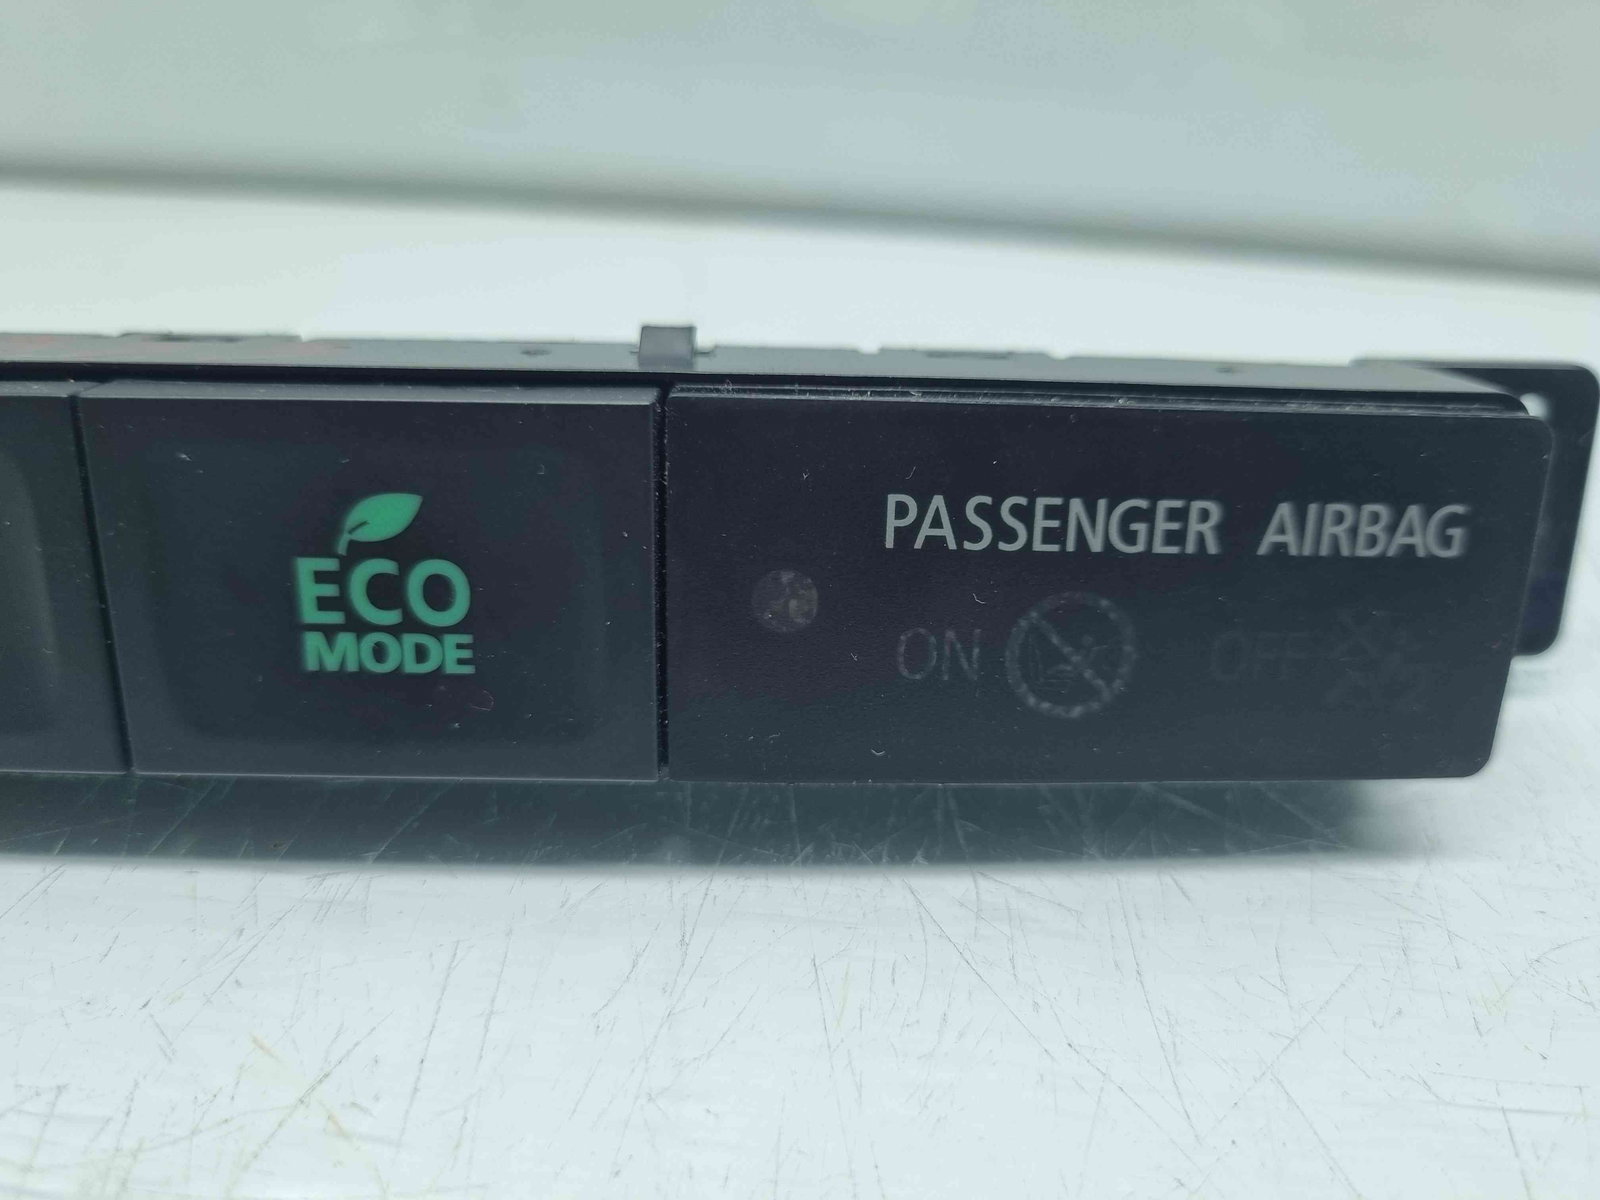 ECO
MODE
PASSENGER AIRBAG
ON OFF